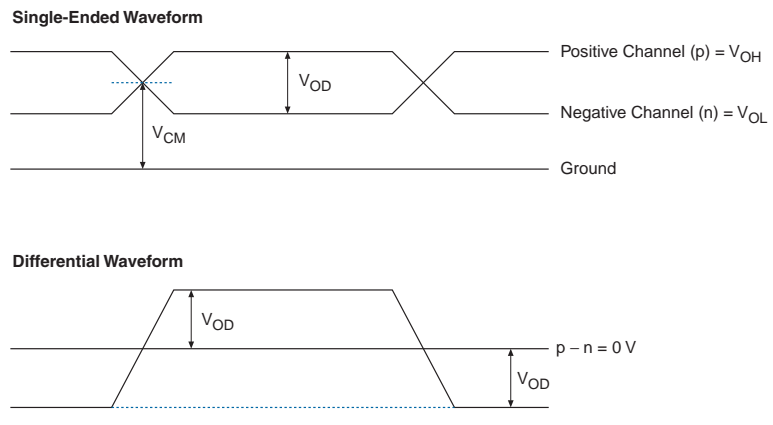 Single-Ended Waveform
Positive Channel (p) = VOH
VOD
Negative Channel (n) = VOL
VCM
Ground
Differential Waveform
VOD
p − n = 0 V
VOD